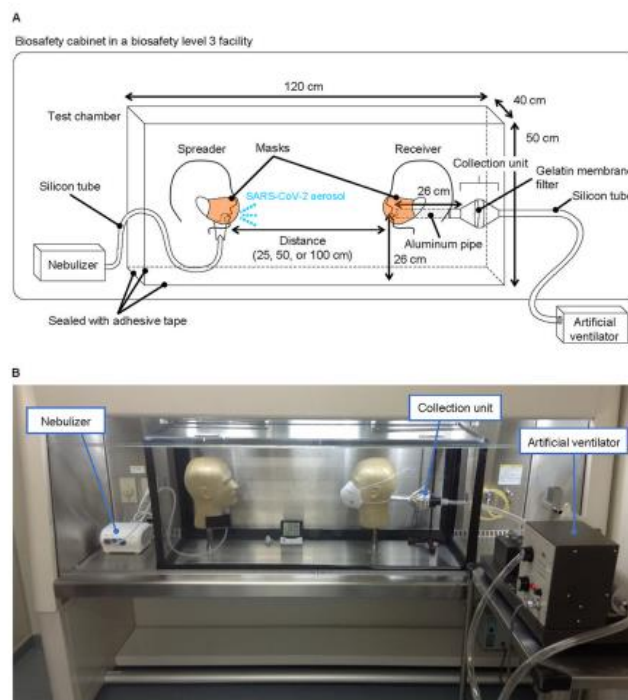 A
Biosafety cabinet in a biosafety level 3 facility
120 cm
40 cm
Test chamber
50 cm
Spreader
Masks
Receiver
Collection unit
Gelatin membrane
filter
Silicon tube
26 cm
Silicon tube
SARS-CoV-2 aerosol
Aluminum pipe
Distance
(25, 50, or 100 cm)
26 cm
Nebulizer
Sealed with adhesive tape
Artificial
ventilator
B
Nebulizer
Collection unit
Artificial ventilator